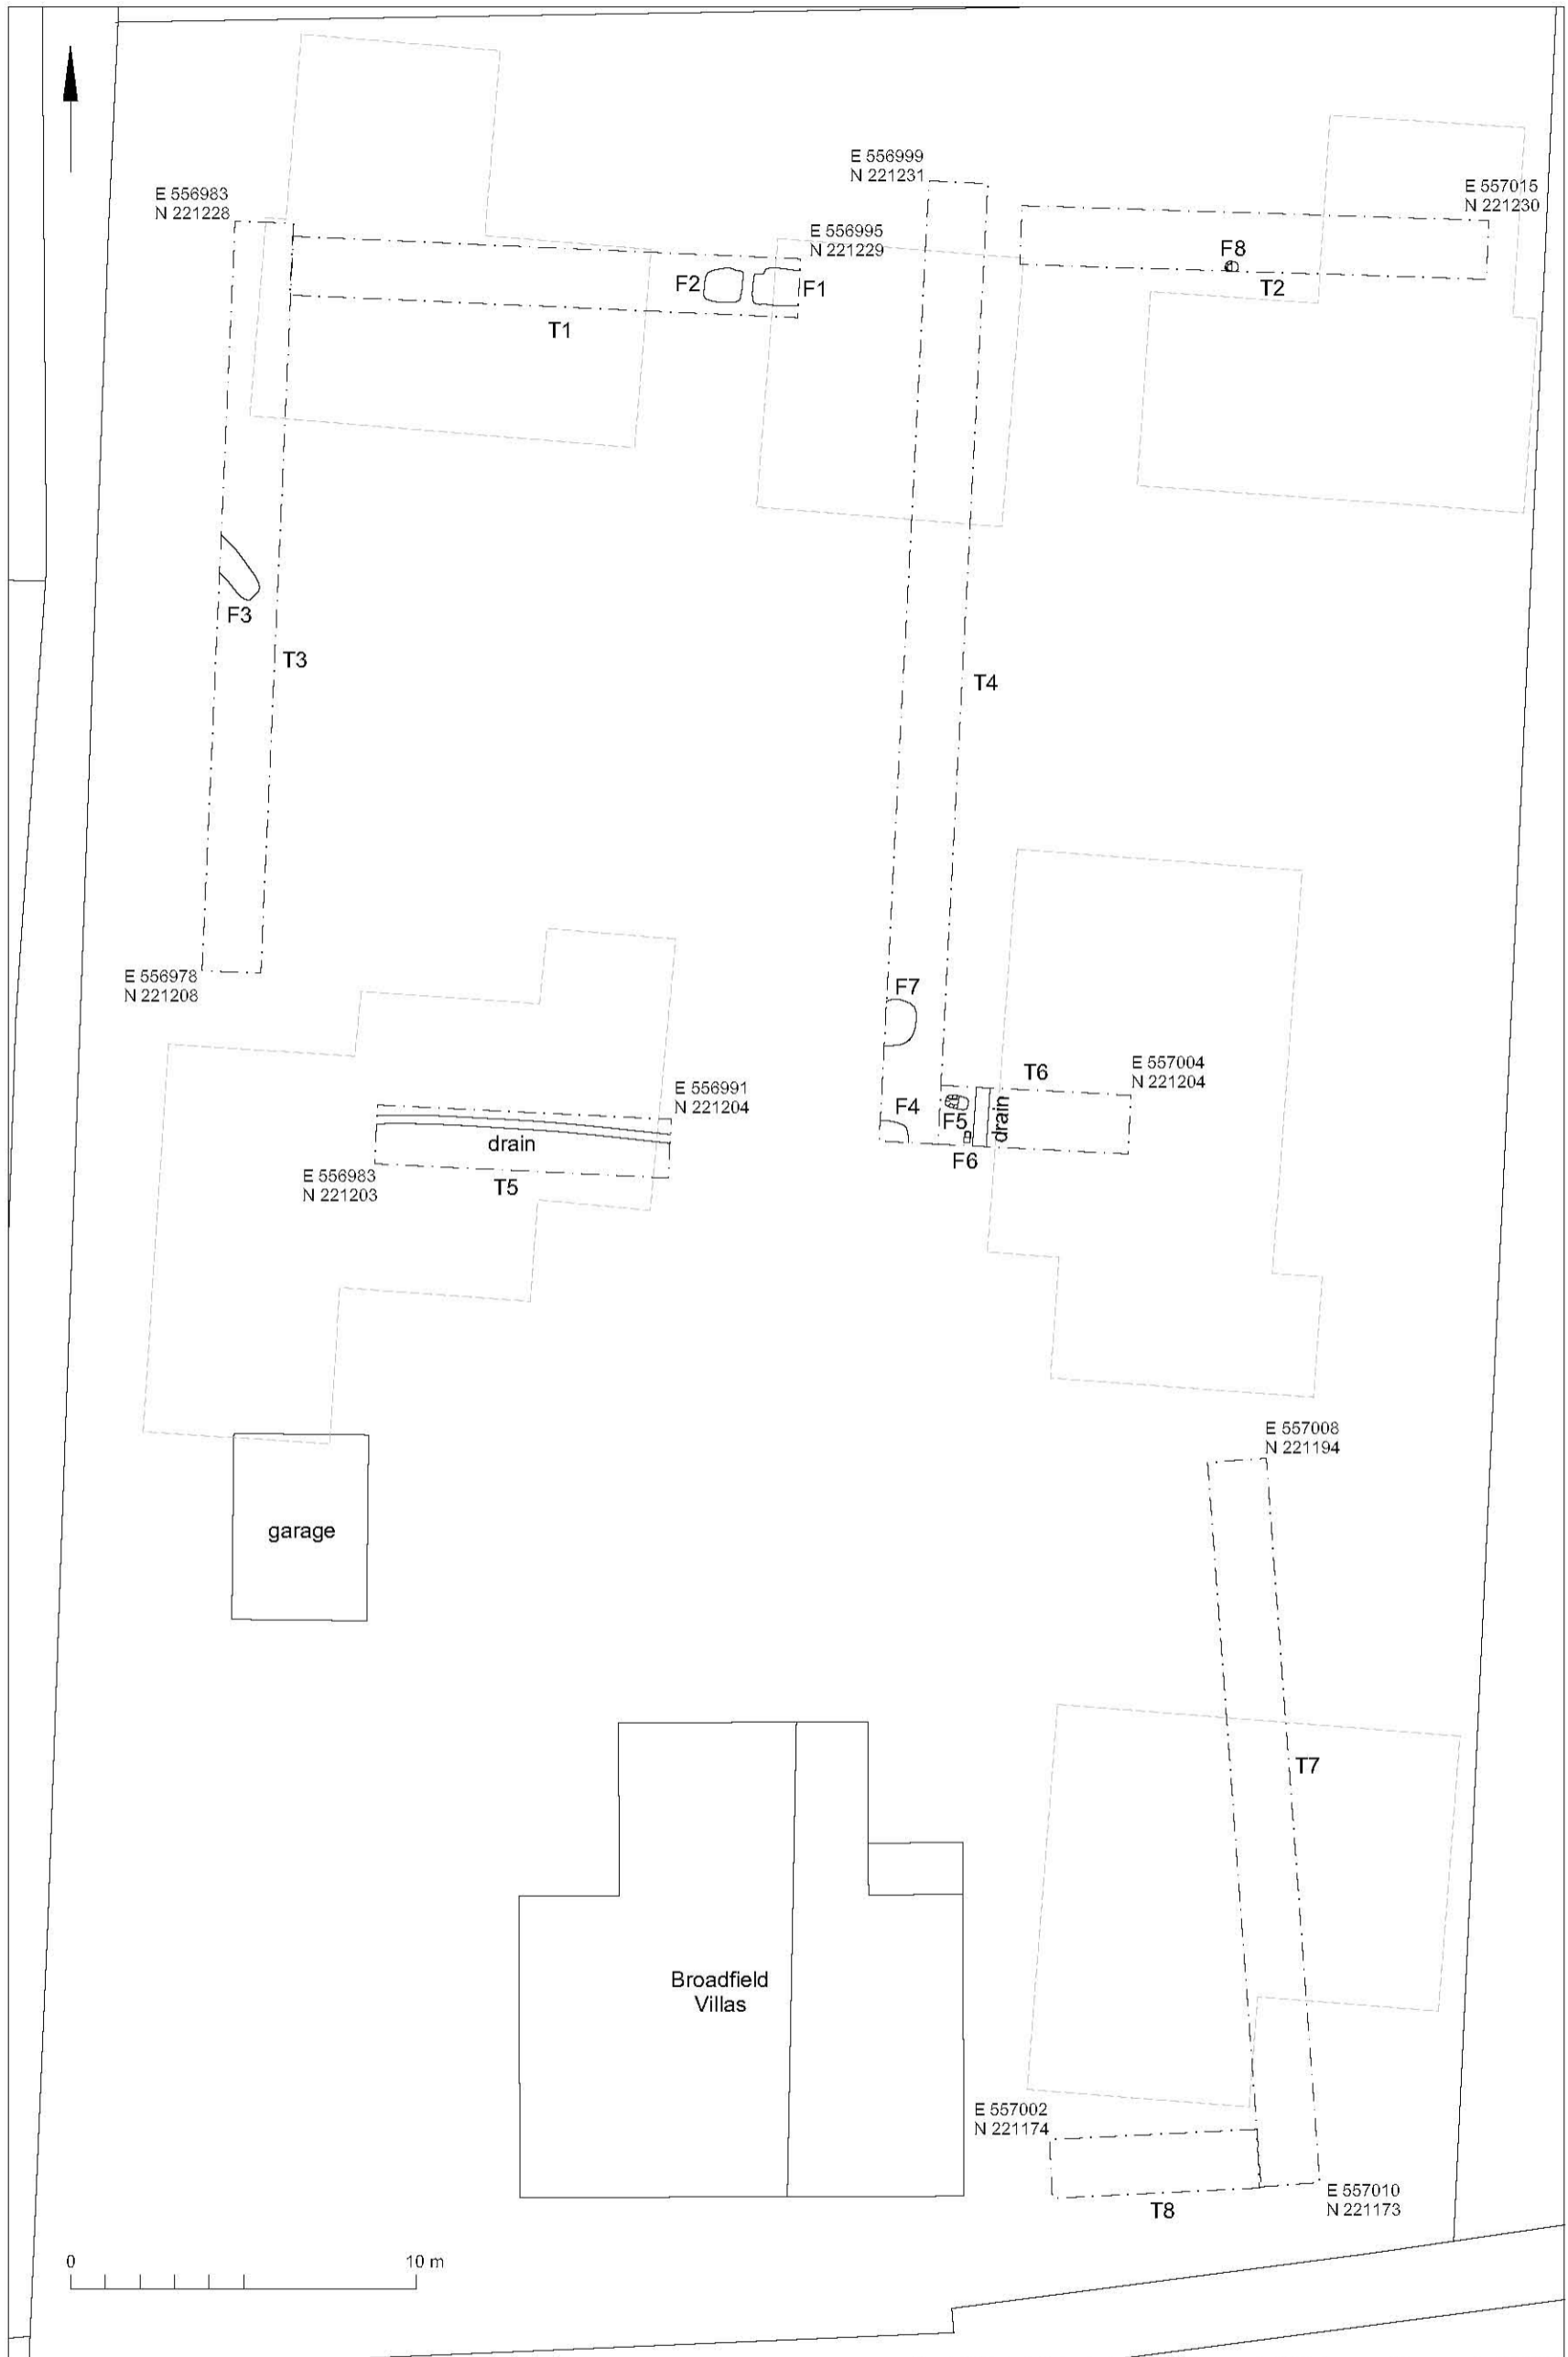 E 556999
N 221231
E 556983
N 221228
E 557015
N 221230
E 556995
N 221229
F8
F2
F1
T2
T1
F3
T3
T4
E 556978
N 221208
F7
T6
E 557004
N 221204
E 556991
N 221204
F4
F5
drain
drain
F6
E 556983
N 221203
T5
E 557008
N 221194
garage
T7
Broadfield
Villas
E 557002
N 221174
E 557010
N 221173
T8
0
10 m